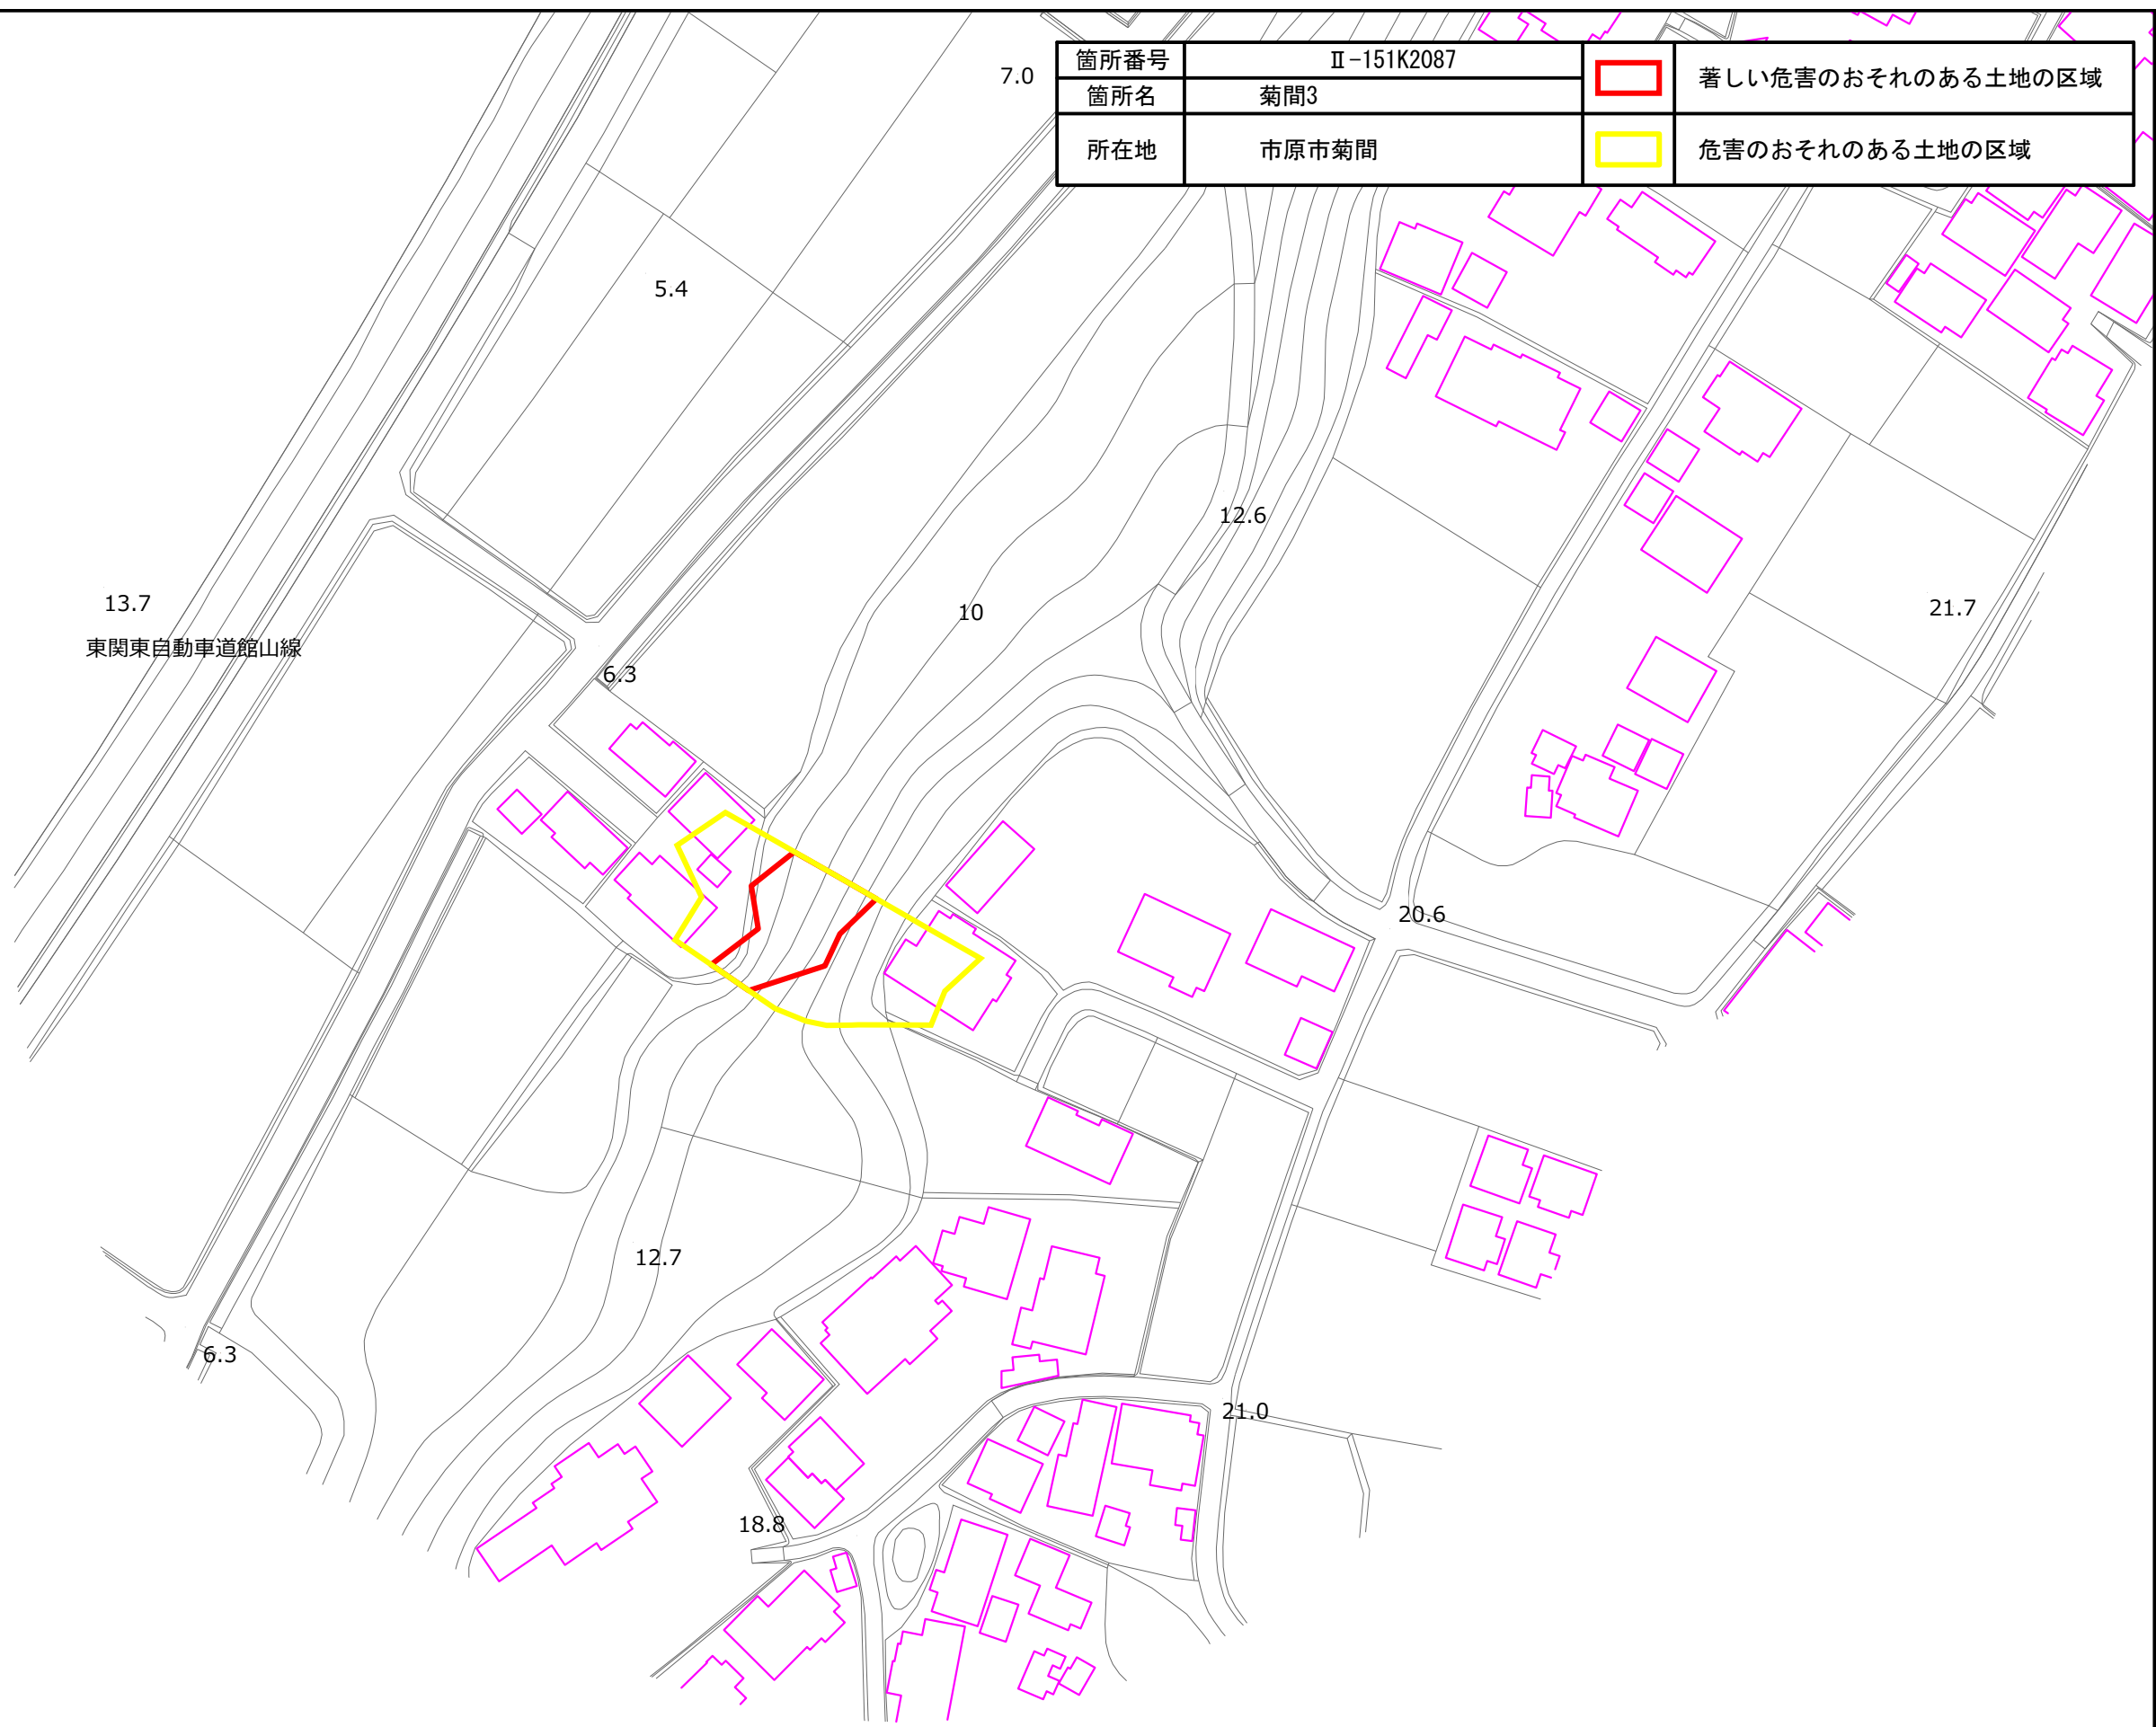 箇所番号 Ⅱ-151K2087
箇所名 菊間3
所在地 市原市菊間
著しい危害のおそれのある土地の区域
危害のおそれのある土地の区域
7.0
5.4
12.6
13.7
10
21.7
東関東自動車道館山線
6.3
20.6
12.7
6.3
21.0
18.8